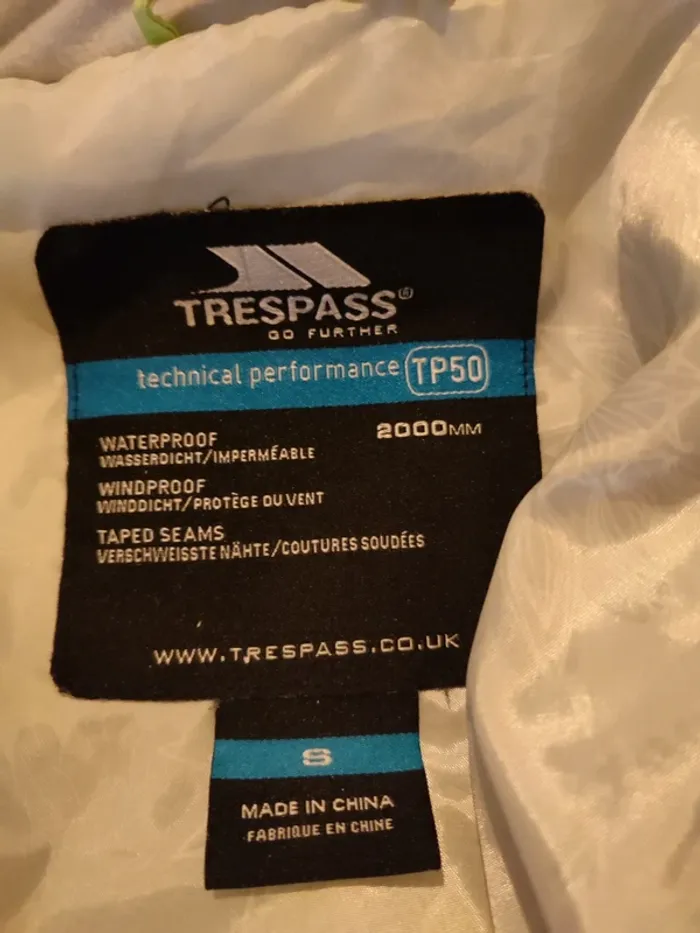 TRESPASS®
GO FURTHER
technical performance TP50
WATERPROOF 2000MM
WASSERDICHT/IMPERMÉABLE
WINDPROOF
WINDDICHT/PROTÈGE DU VENT
TAPED SEAMS
VERSCHWEISSTE NÄHTE/COUTURES SOUDÉES
WWW.TRESPASS.CO.UK
S
MADE IN CHINA
FABRIQUE EN CHINE